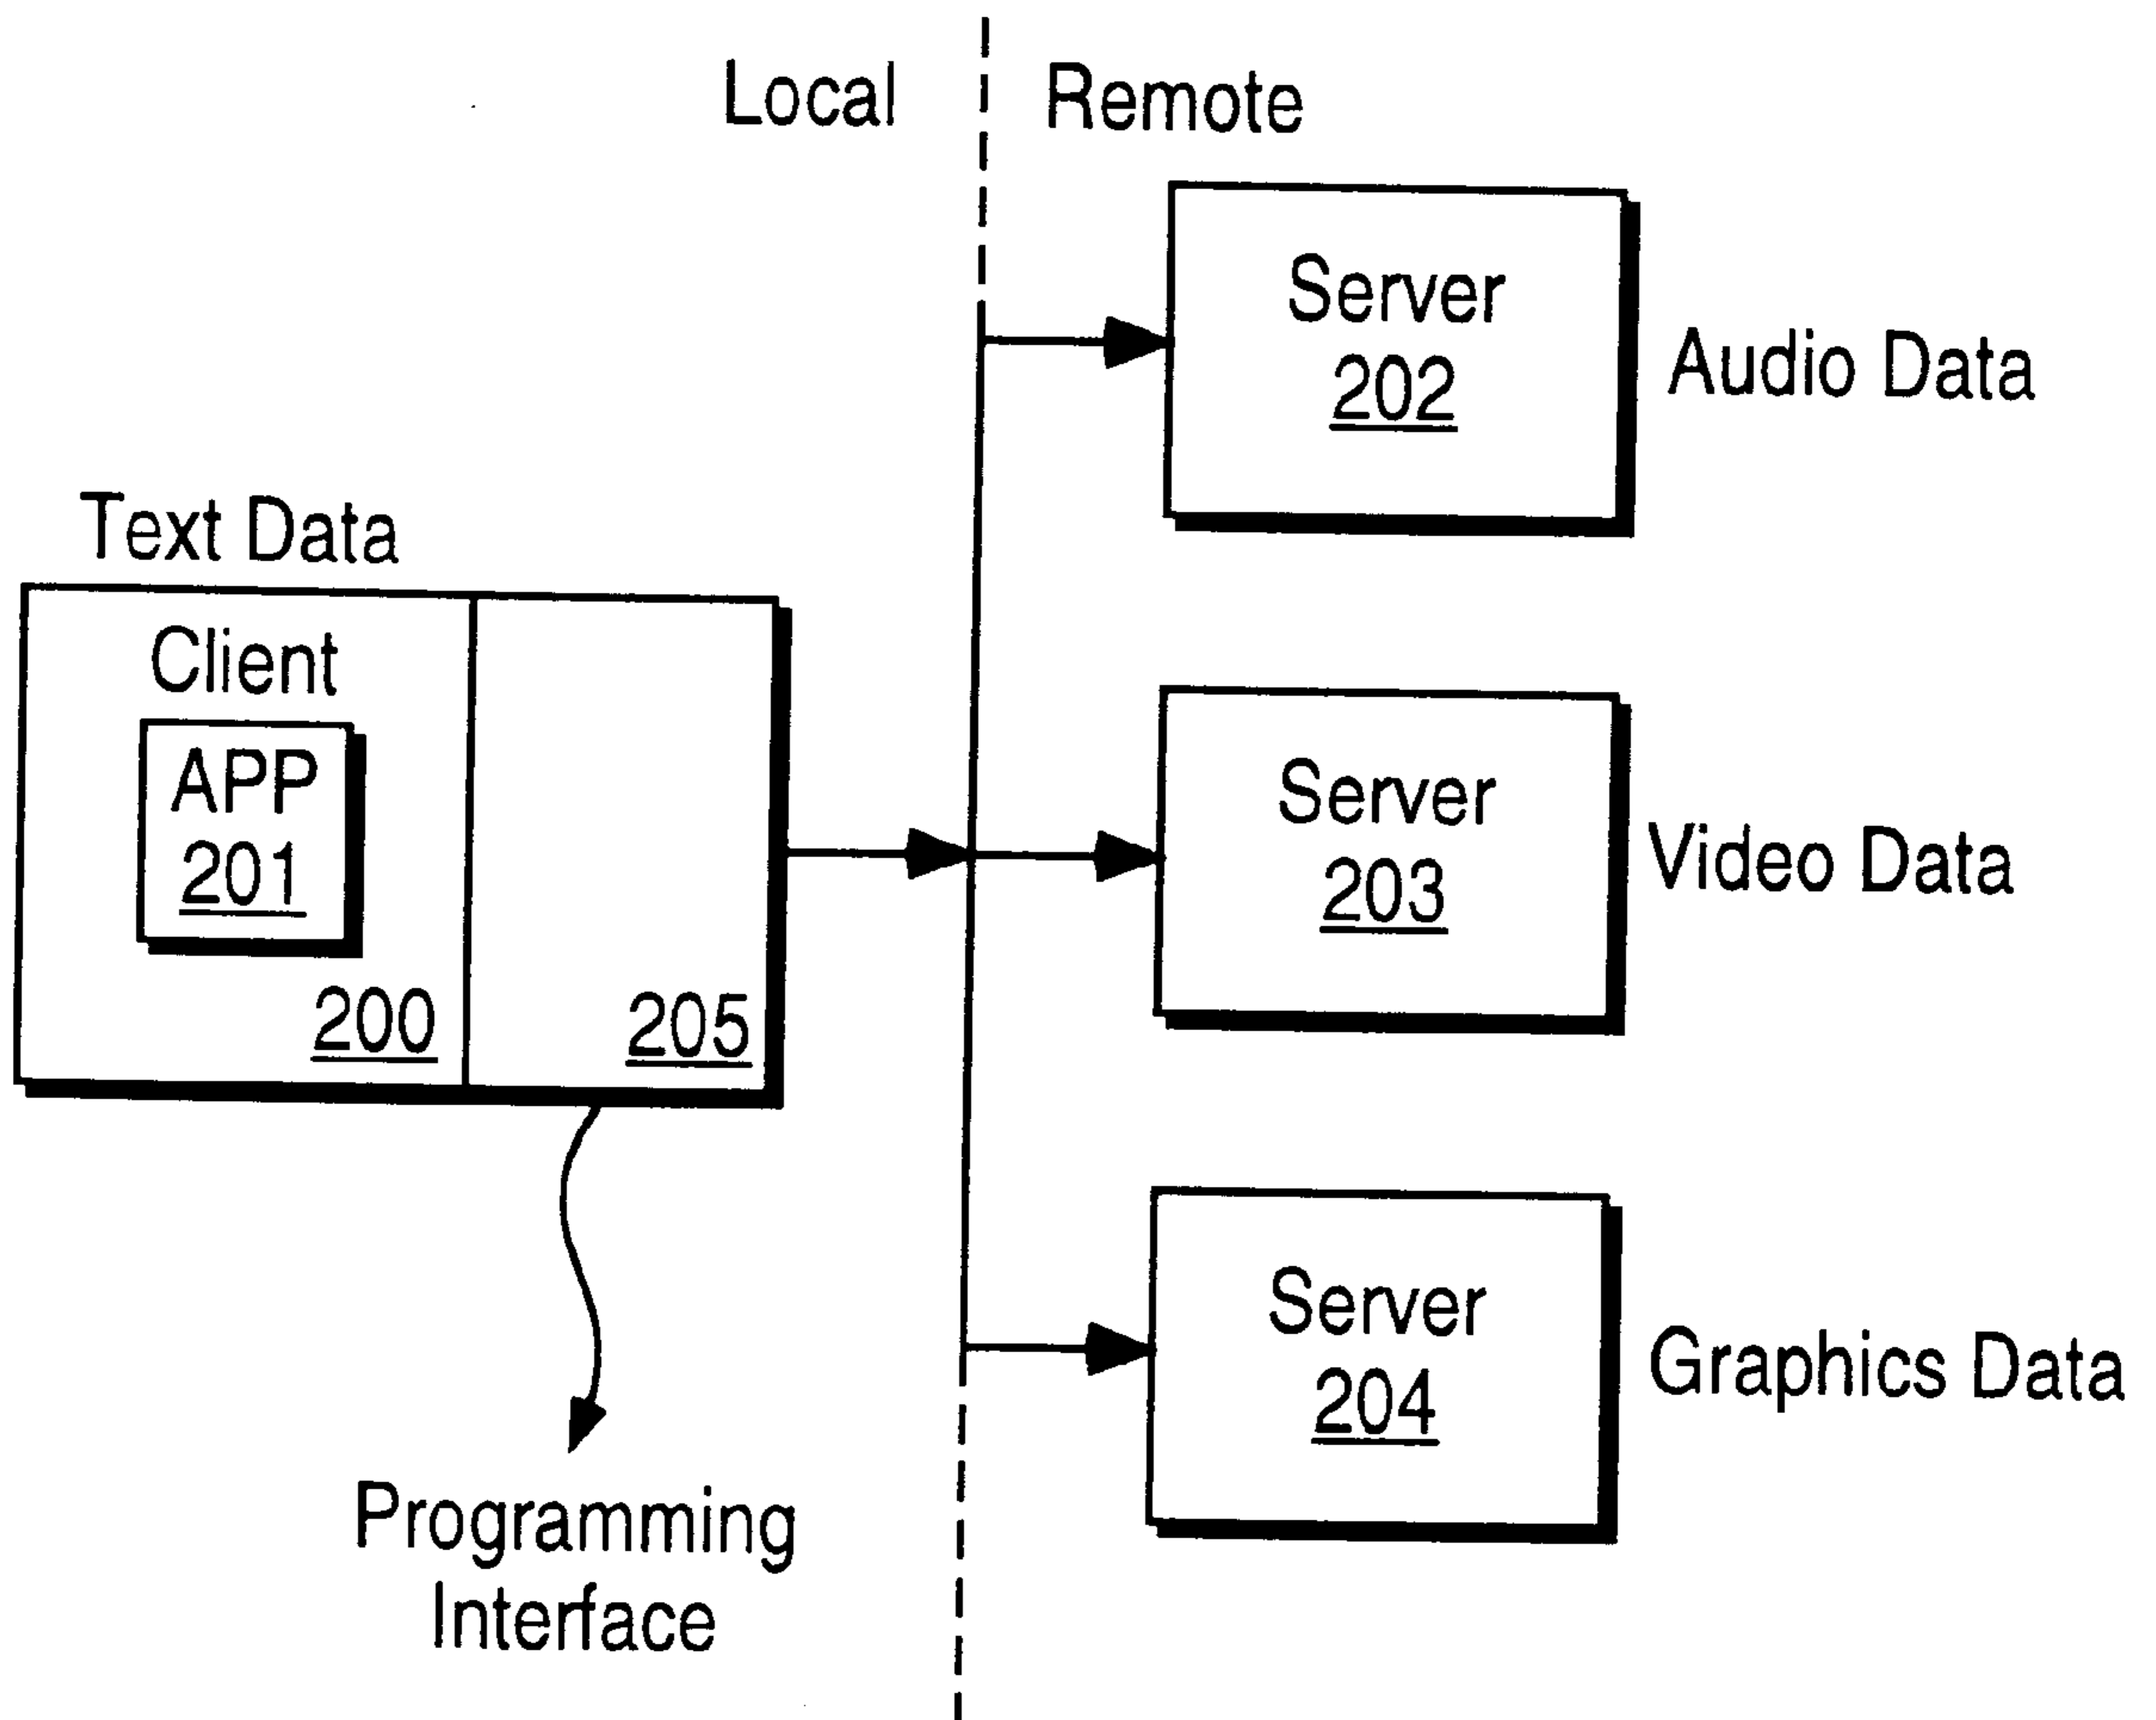 Local
Remote
Server
202
Audio Data
Text Data
Client
APP
201
200
205
Server
203
Video Data
Server
204
Graphics Data
Programming
Interface